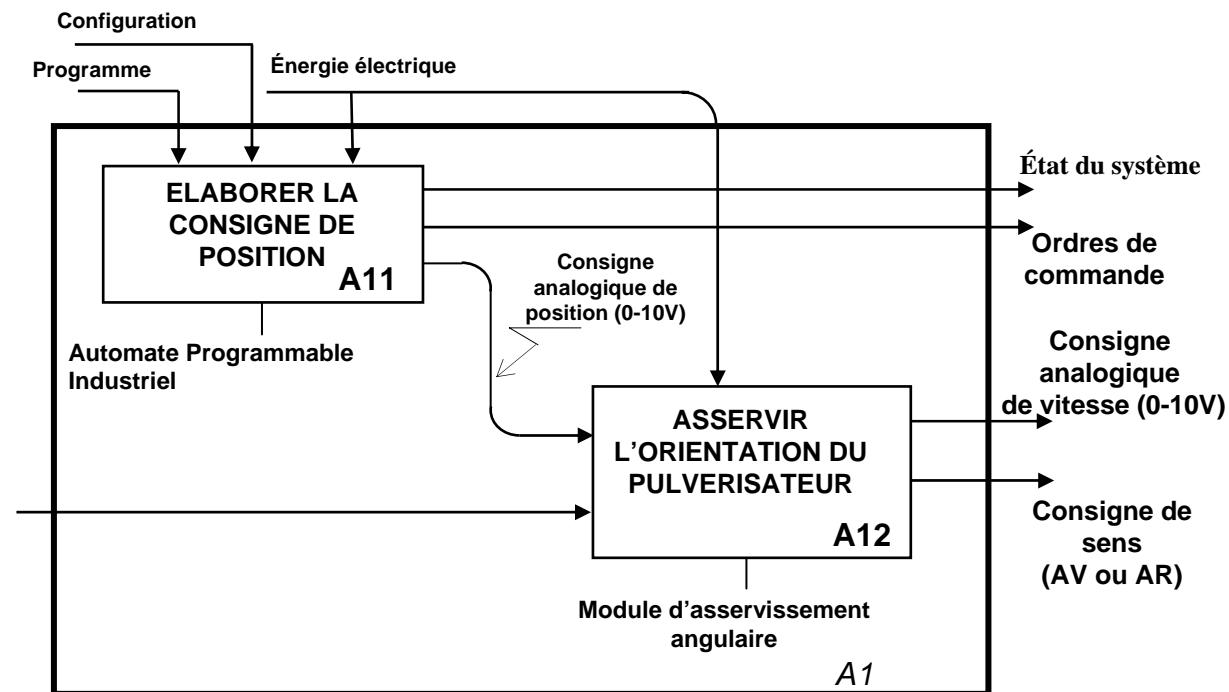 Configuration
Programme
Énergie électrique
ELABORER LA
CONSIGNE DE
POSITION
A11
État du système
Ordres de
commande
Consigne
analogique de
position (0-10V)
Automate Programmable
Industriel
Consigne
analogique
de vitesse (0-10V)
ASSERVIR
L’ORIENTATION DU
PULVERISATEUR
A12
Consigne de
sens
(AV ou AR)
Module d’asservissement
angulaire
A1